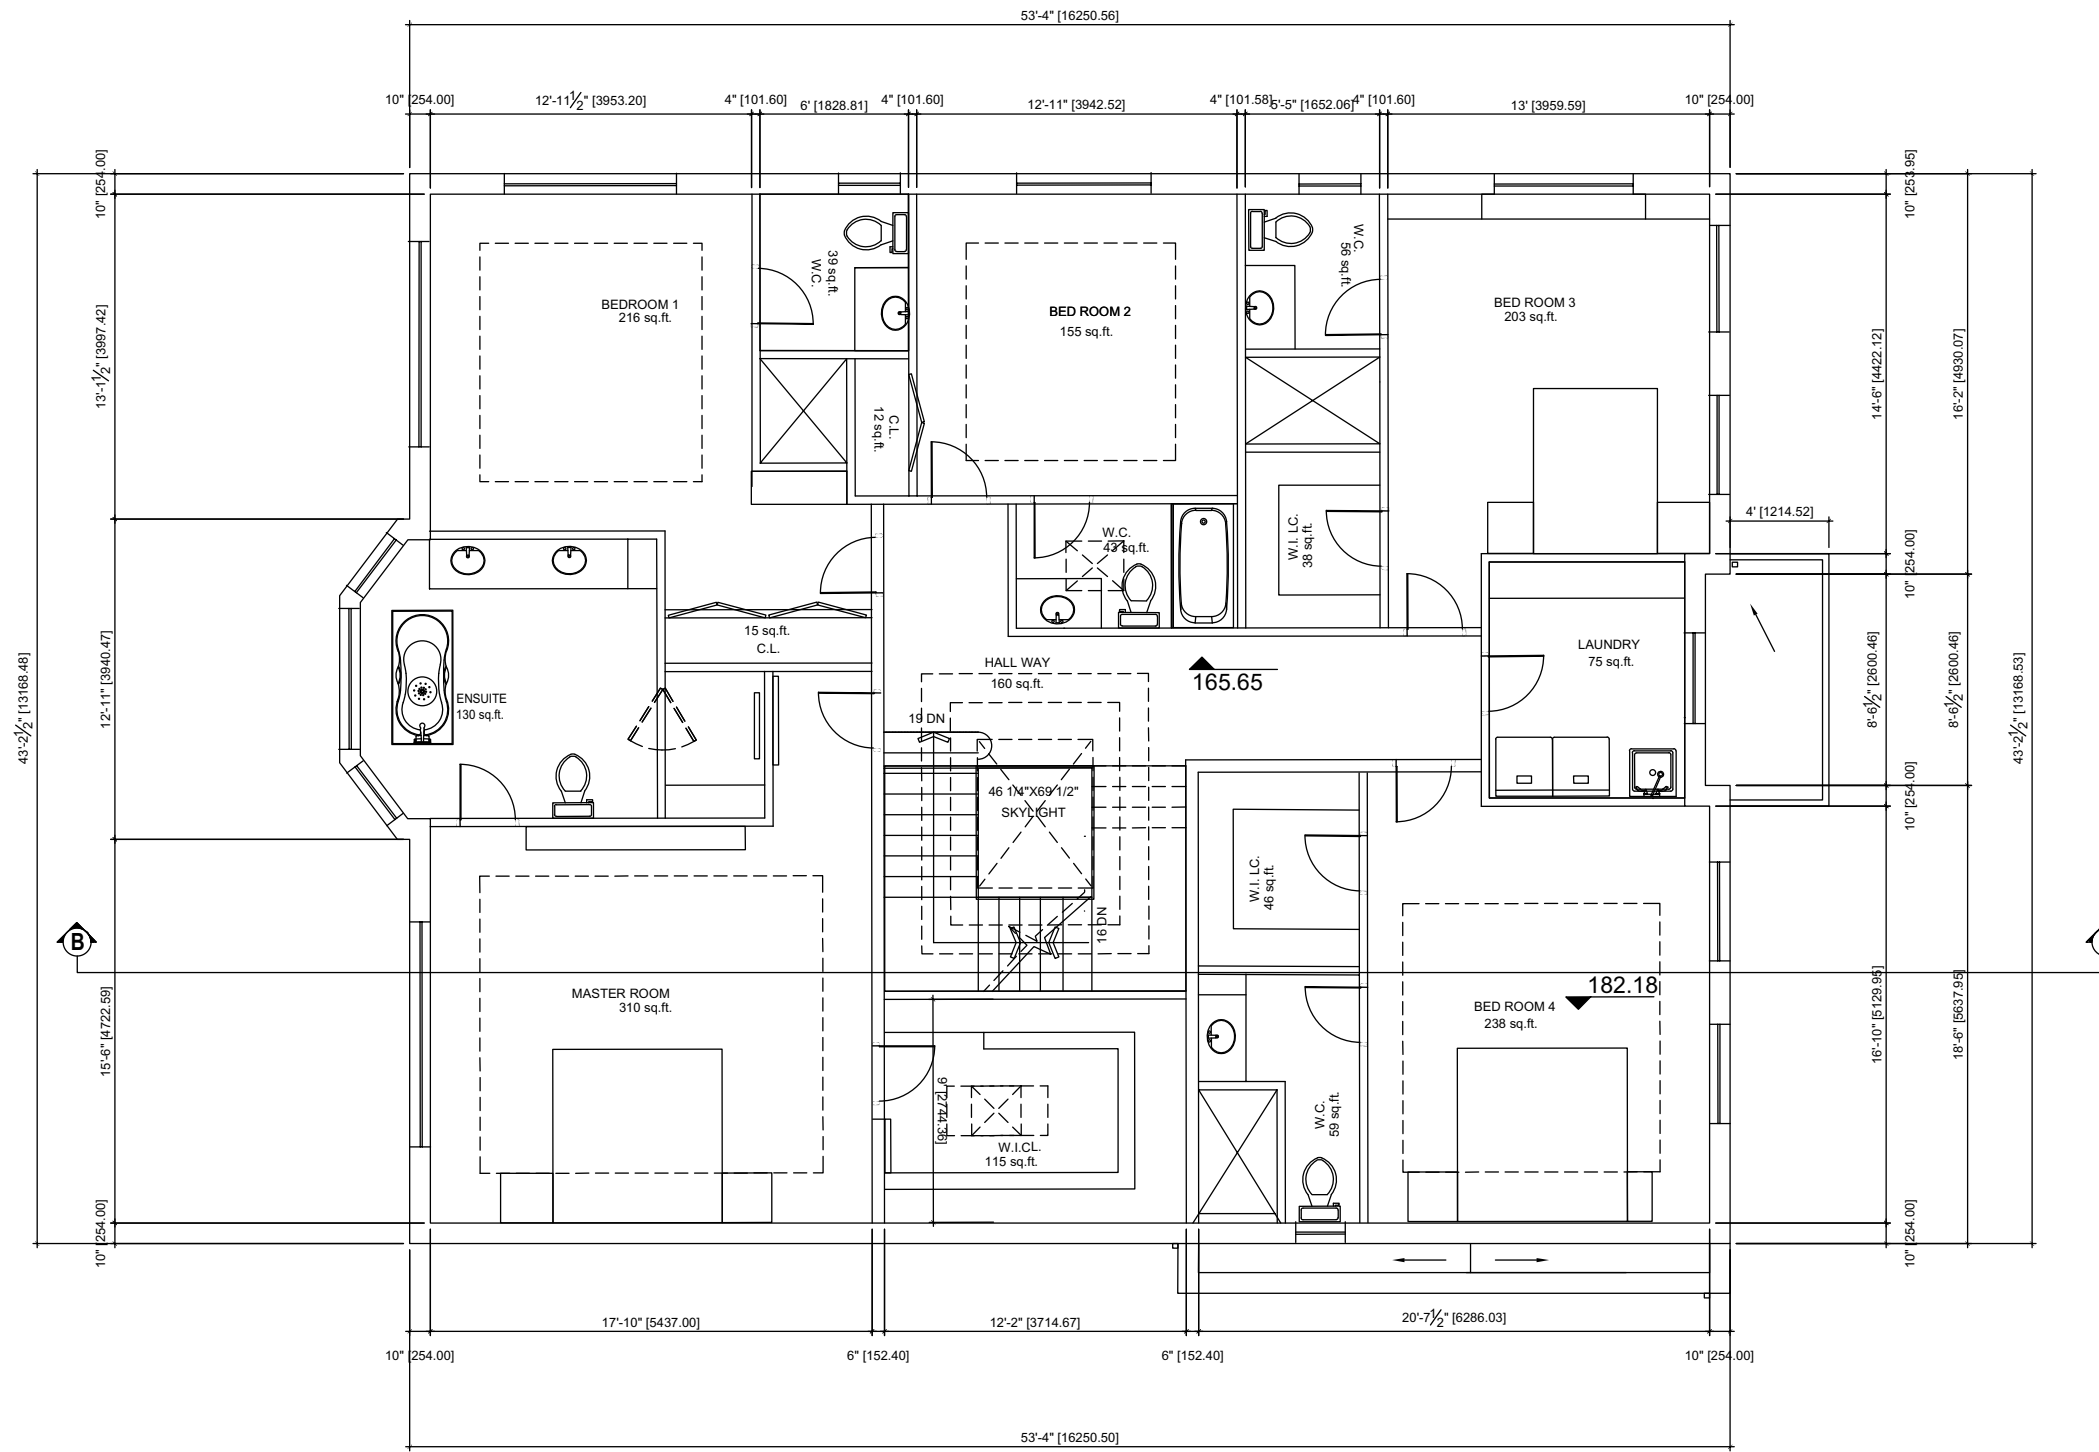 53'-4" [16250.56]
10" [254.00]
12'-11½" [3953.20]
4" [101.60]
6' [1828.81]
4" [101.60]
12'-11" [3942.52]
4" [101.58]
5'-5" [1652.06]
4" [101.60]
13' [3959.59]
10" [254.00]
10" [254.00]
13'-1½" [3997.42]
12'-11" [3940.47]
43'-2½" [13168.48]
15'-6" [4722.59]
10" [254.00]
BEDROOM 1
216 sq.ft.
W.C.
39 sq.ft.
C.L.
12 sq.ft.
BED ROOM 2
155 sq.ft.
W.C.
56 sq.ft.
BED ROOM 3
203 sq.ft.
W.C.
43 sq.ft.
W.I. LC.
38 sq.ft.
15 sq.ft.
C.L.
HALL WAY
160 sq.ft.
165.65
LAUNDRY
75 sq.ft.
ENSUITE
130 sq.ft.
19 DN
46 1/4"X69 1/2"
SKYLIGHT
16 DN
W.I. LC.
46 sq.ft.
B
MASTER ROOM
310 sq.ft.
182.18
BED ROOM 4
238 sq.ft.
9' [2744.36]
W.I.CL.
115 sq.ft.
W.C.
59 sq.ft.
10" [253.95]
14'-6" [4422.12]
16'-2" [4930.07]
4' [1214.52]
10" [254.00]
8'-6½" [2600.46]
8'-6½" [2600.46]
43'-2½" [13168.53]
10" [254.00]
16'-10" [5129.95]
18'-6" [5637.95]
10" [254.00]
17'-10" [5437.00]
12'-2" [3714.67]
20'-7½" [6286.03]
10" [254.00]
6" [152.40]
6" [152.40]
10" [254.00]
53'-4" [16250.50]